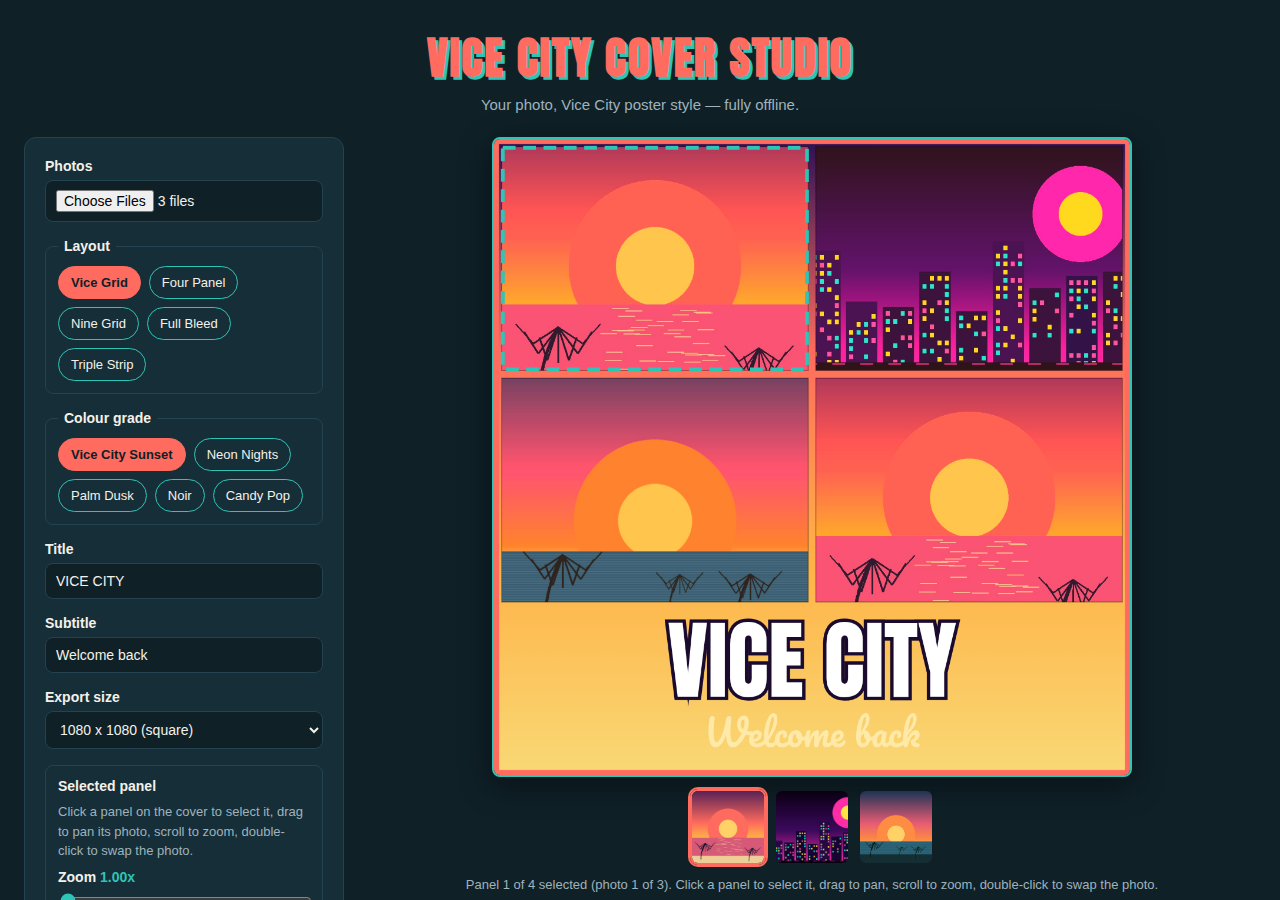 VICE CITY COVER STUDIO
Your photo, Vice City poster style — fully offline.
Photos
Choose Files 3 files
Layout
Vice Grid Four Panel
Nine Grid Full Bleed
Triple Strip
Colour grade
Vice City Sunset Neon Nights
Palm Dusk Noir Candy Pop
Title
VICE CITY
Subtitle
Welcome back
Export size
1080 x 1080 (square)
Selected panel
Click a panel on the cover to select it, drag
to pan its photo, scroll to zoom, double-
click to swap the photo.
Zoom 1.00x
VICE CITY
Welcome back
Panel 1 of 4 selected (photo 1 of 3). Click a panel to select it, drag to pan, scroll to zoom, double-click to swap the photo.